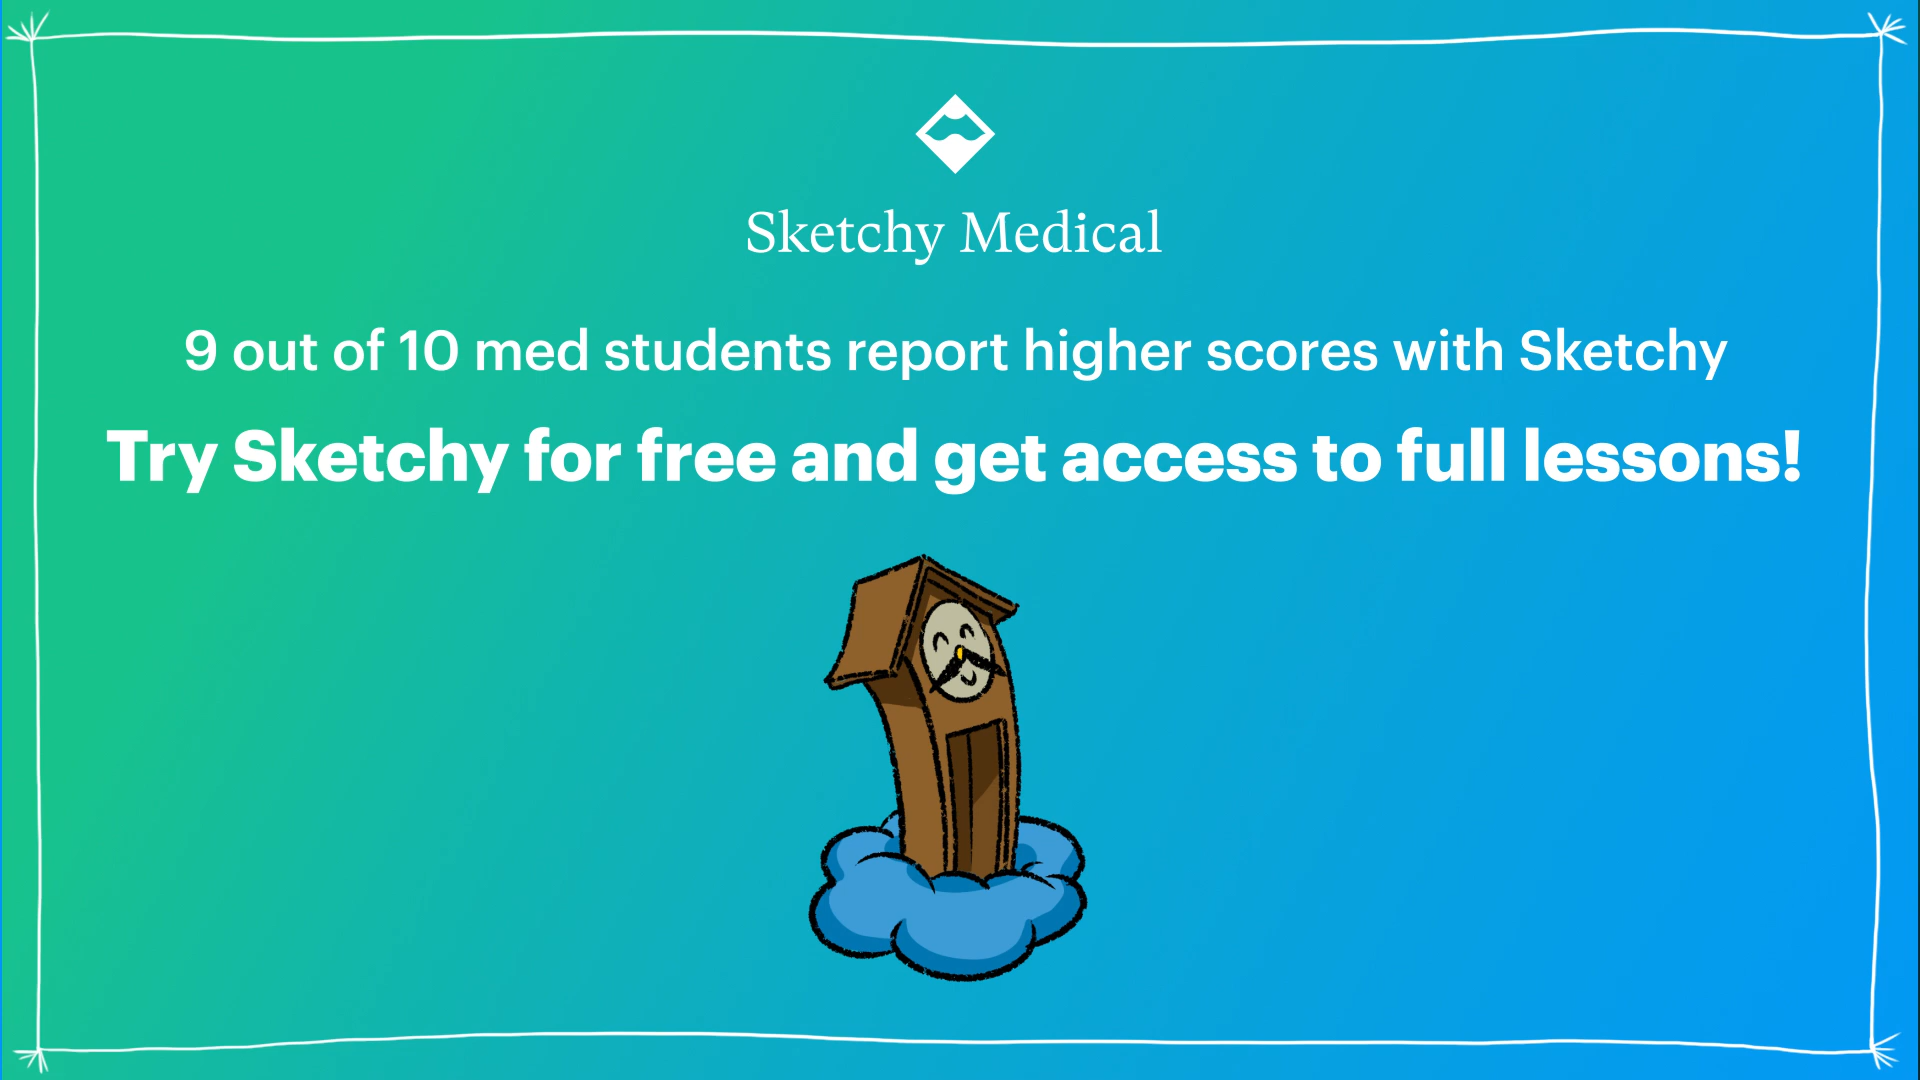 Sketchy Medical
9 out of 10 med students report higher scores with Sketchy
Try Sketchy for free and get access to full lessons!